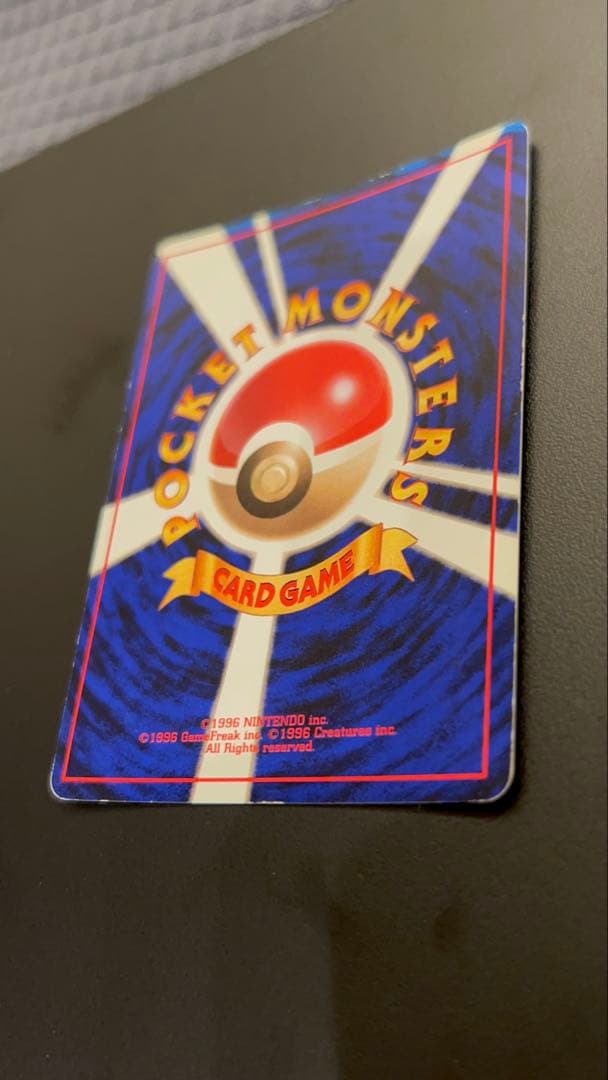 POCKET MONSTERS
CARD GAME
©1996 NINTENDO inc.
©1996 GameFreak inc. ©1996 Creatures inc.
All Rights reserved.